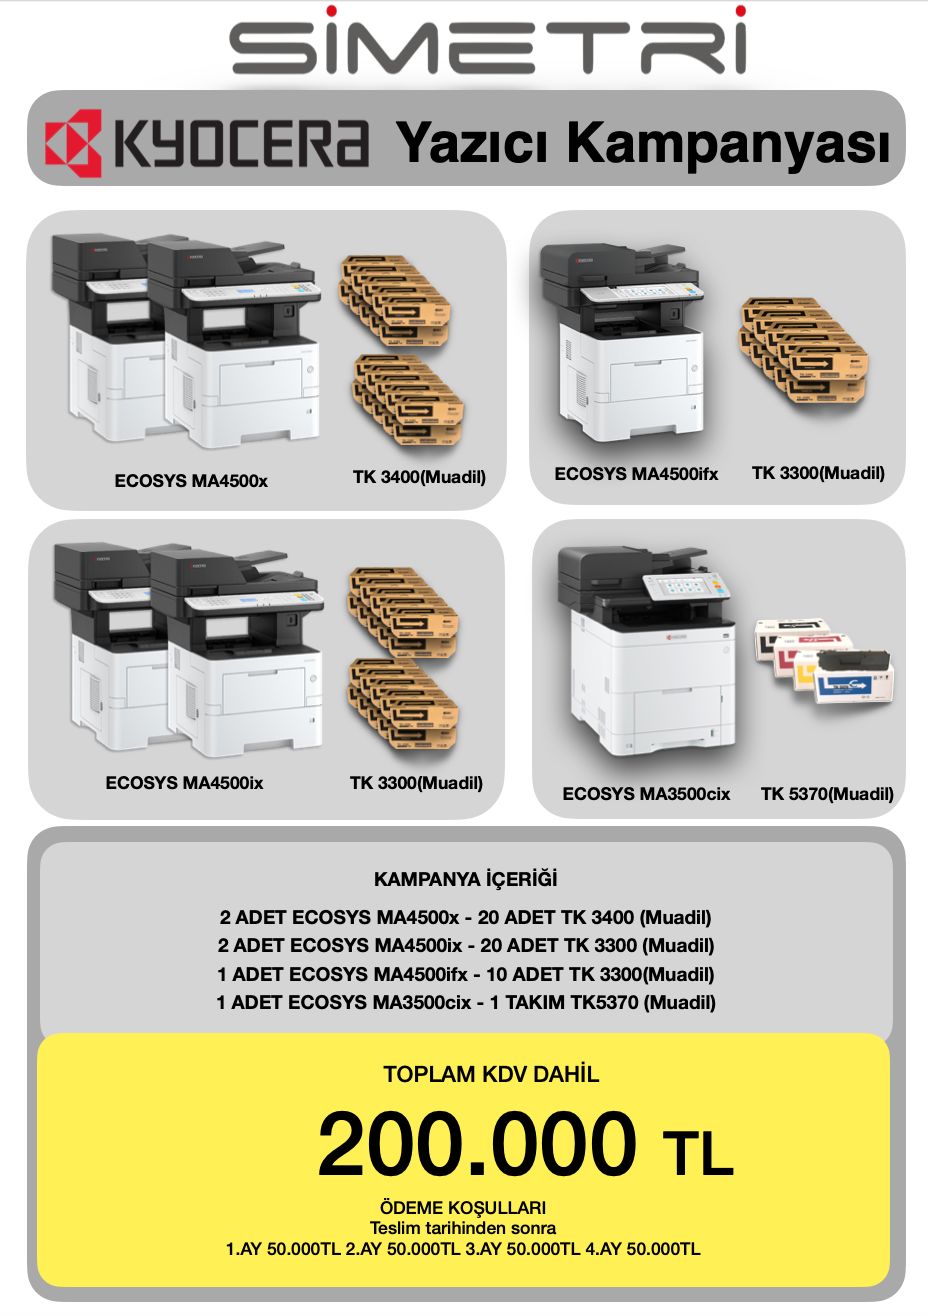 SİMETRİ
KYOCERA Yazıcı Kampanyası
ECOSYS MA4500x
TK 3400(Muadil)
ECOSYS MA4500ifx
TK 3300(Muadil)
ECOSYS MA4500ix
TK 3300(Muadil)
ECOSYS MA3500cix
TK 5370(Muadil)
KAMPANYA İÇERİĞİ
2 ADET ECOSYS MA4500x - 20 ADET TK 3400 (Muadil)
2 ADET ECOSYS MA4500ix - 20 ADET TK 3300 (Muadil)
1 ADET ECOSYS MA4500ifx - 10 ADET TK 3300(Muadil)
1 ADET ECOSYS MA3500cix - 1 TAKIM TK5370 (Muadil)
TOPLAM KDV DAHİL
200.000 TL
ÖDEME KOŞULLARI
Teslim tarihinden sonra
1.AY 50.000TL 2.AY 50.000TL 3.AY 50.000TL 4.AY 50.000TL